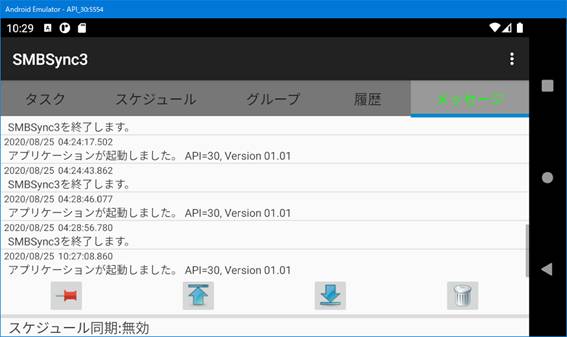 Android Emulator - API_30:5554
10:29
SMBSync3
タスク スケジュール グループ 履歴 メッセージ
SMBSync3を終了します。
2020/08/25 04:24:17.502
アプリケーションが起動しました。 API=30, Version 01.01
2020/08/25 04:24:43.862
SMBSync3を終了します。
2020/08/25 04:28:46.077
アプリケーションが起動しました。 API=30, Version 01.01
2020/08/25 04:28:56.780
SMBSync3を終了します。
2020/08/25 10:27:08.860
アプリケーションが起動しました。 API=30, Version 01.01
スケジュール同期:無効